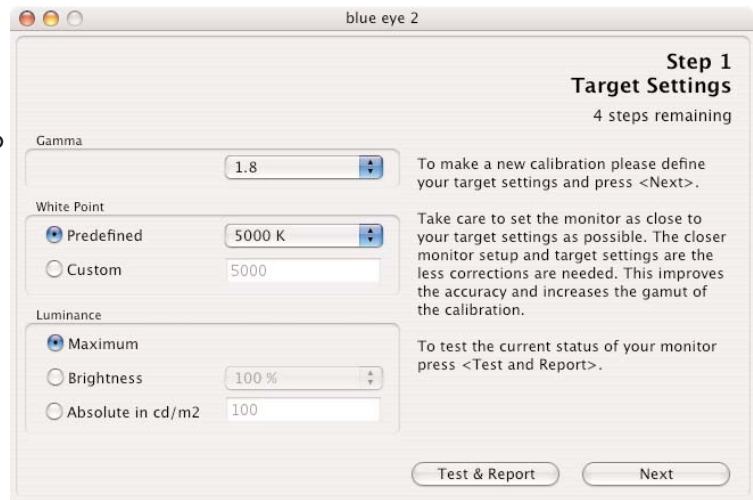 blue eye 2
Step 1
Target Settings
4 steps remaining
Gamma
1.8
White Point
Predefined
5000 K
Custom
5000
Luminance
Maximum
Brightness
100 %
Absolute in cd/m2
100
To make a new calibration please define
your target settings and press <Next>.
Take care to set the monitor as close to
your target settings as possible. The closer
monitor setup and target settings are the
less corrections are needed. This improves
the accuracy and increases the gamut of
the calibration.
To test the current status of your monitor
press <Test and Report>.
Test & Report
Next